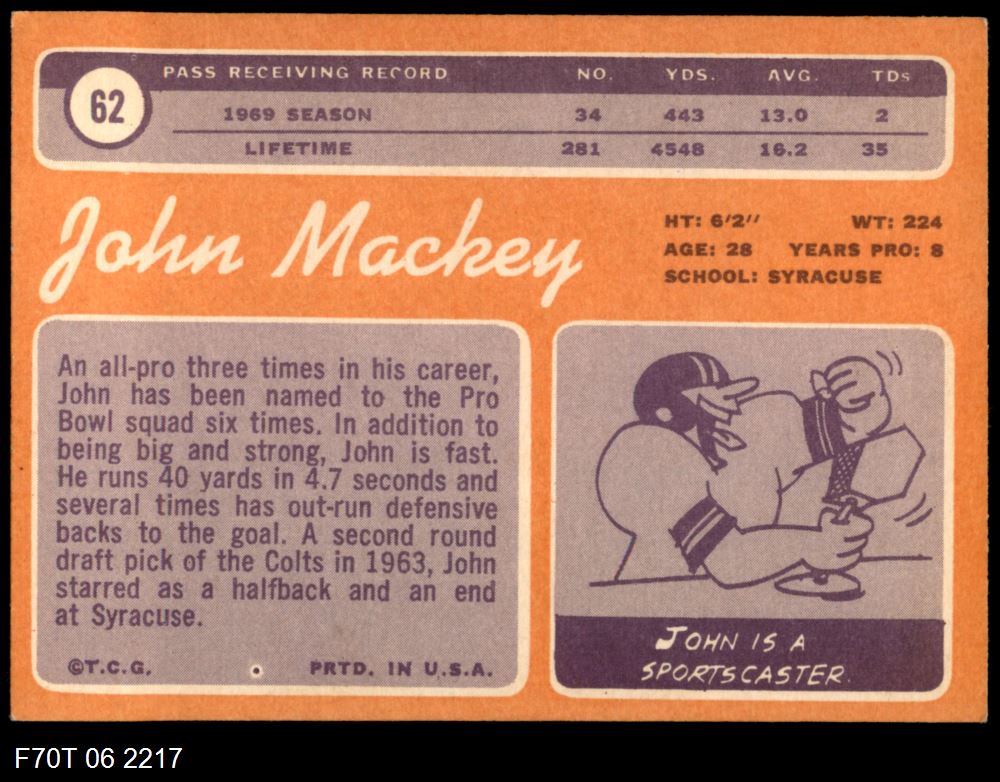 62
PASS RECEIVING RECORD NO. YDS. AVG. TDs
1969 SEASON 34 443 13.0 2
LIFETIME 281 4548 16.2 35
John Mackey
HT: 6'2'' WT: 224
AGE: 28 YEARS PRO: 8
SCHOOL: SYRACUSE
An all-pro three times in his career,
John has been named to the Pro
Bowl squad six times. In addition to
being big and strong, John is fast.
He runs 40 yards in 4.7 seconds and
several times has out-run defensive
backs to the goal. A second round
draft pick of the Colts in 1963, John
starred as a halfback and an end
at Syracuse.
©T.C.G. PRTD. IN U.S.A.
JOHN IS A
SPORTSCASTER.
F70T 06 2217